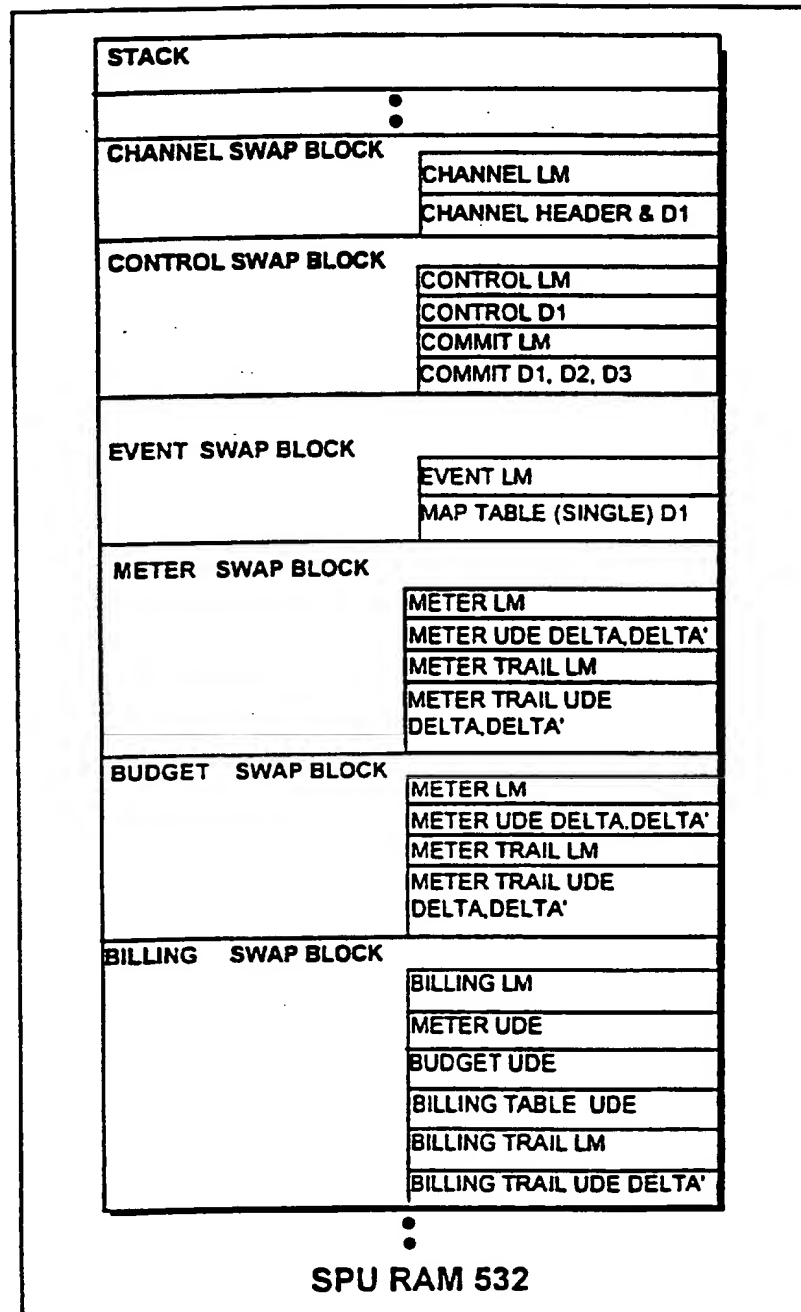 STACK
CHANNEL SWAP BLOCK
CHANNEL LM
CHANNEL HEADER & D1
CONTROL SWAP BLOCK
CONTROL LM
CONTROL D1
COMMIT LM
COMMIT D1, D2, D3
EVENT SWAP BLOCK
EVENT LM
MAP TABLE (SINGLE) D1
METER SWAP BLOCK
METER LM
METER UDE DELTA,DELTA'
METER TRAIL LM
METER TRAIL UDE
DELTA,DELTA'
BUDGET SWAP BLOCK
METER LM
METER UDE DELTA.DELTA'
METER TRAIL LM
METER TRAIL UDE
DELTA,DELTA'
BILLING SWAP BLOCK
BILLING LM
METER UDE
BUDGET UDE
BILLING TABLE UDE
BILLING TRAIL LM
BILLING TRAIL UDE DELTA'
SPU RAM 532